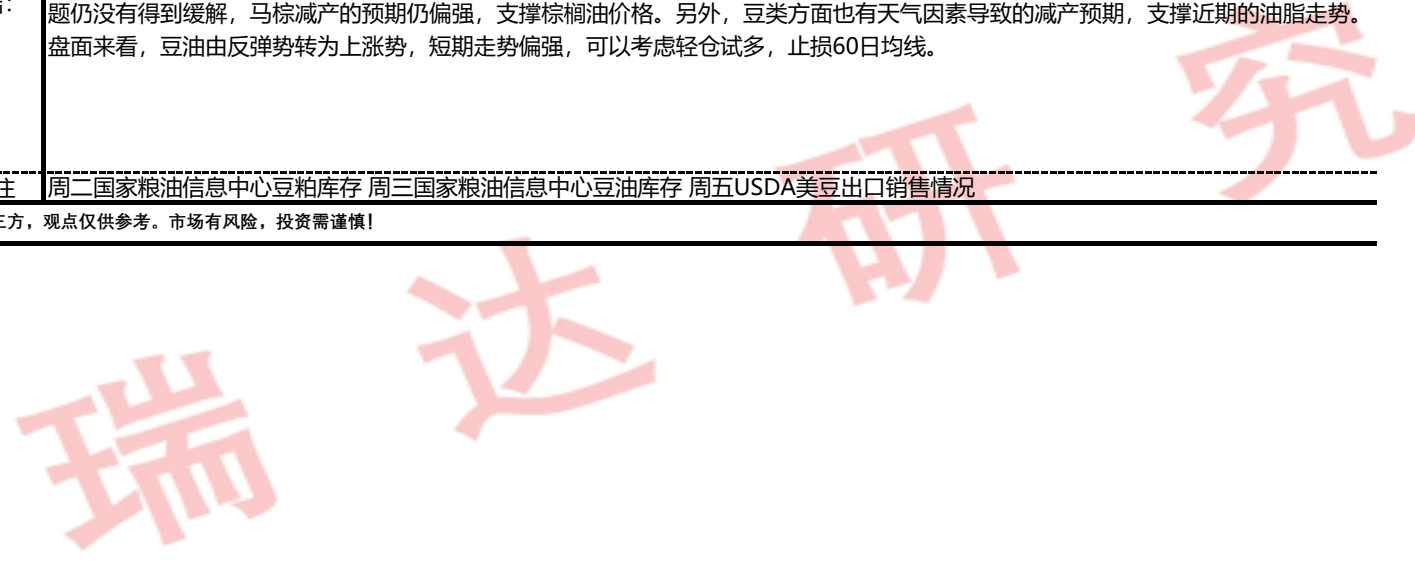 题仍没有得到缓解，马棕减产的预期仍偏强，支撑棕榈油价格。另外，豆类方面也有天气因素导致的减产预期，支撑近期的油脂走势。
盘面来看，豆油由反弹势转为上涨势，短期走势偏强，可以考虑轻仓试多，止损60日均线。
注 周二国家粮油信息中心豆粕库存 周三国家粮油信息中心豆油库存 周五USDA美豆出口销售情况
三方，观点仅供参考。市场有风险，投资需谨慎！
瑞达研究